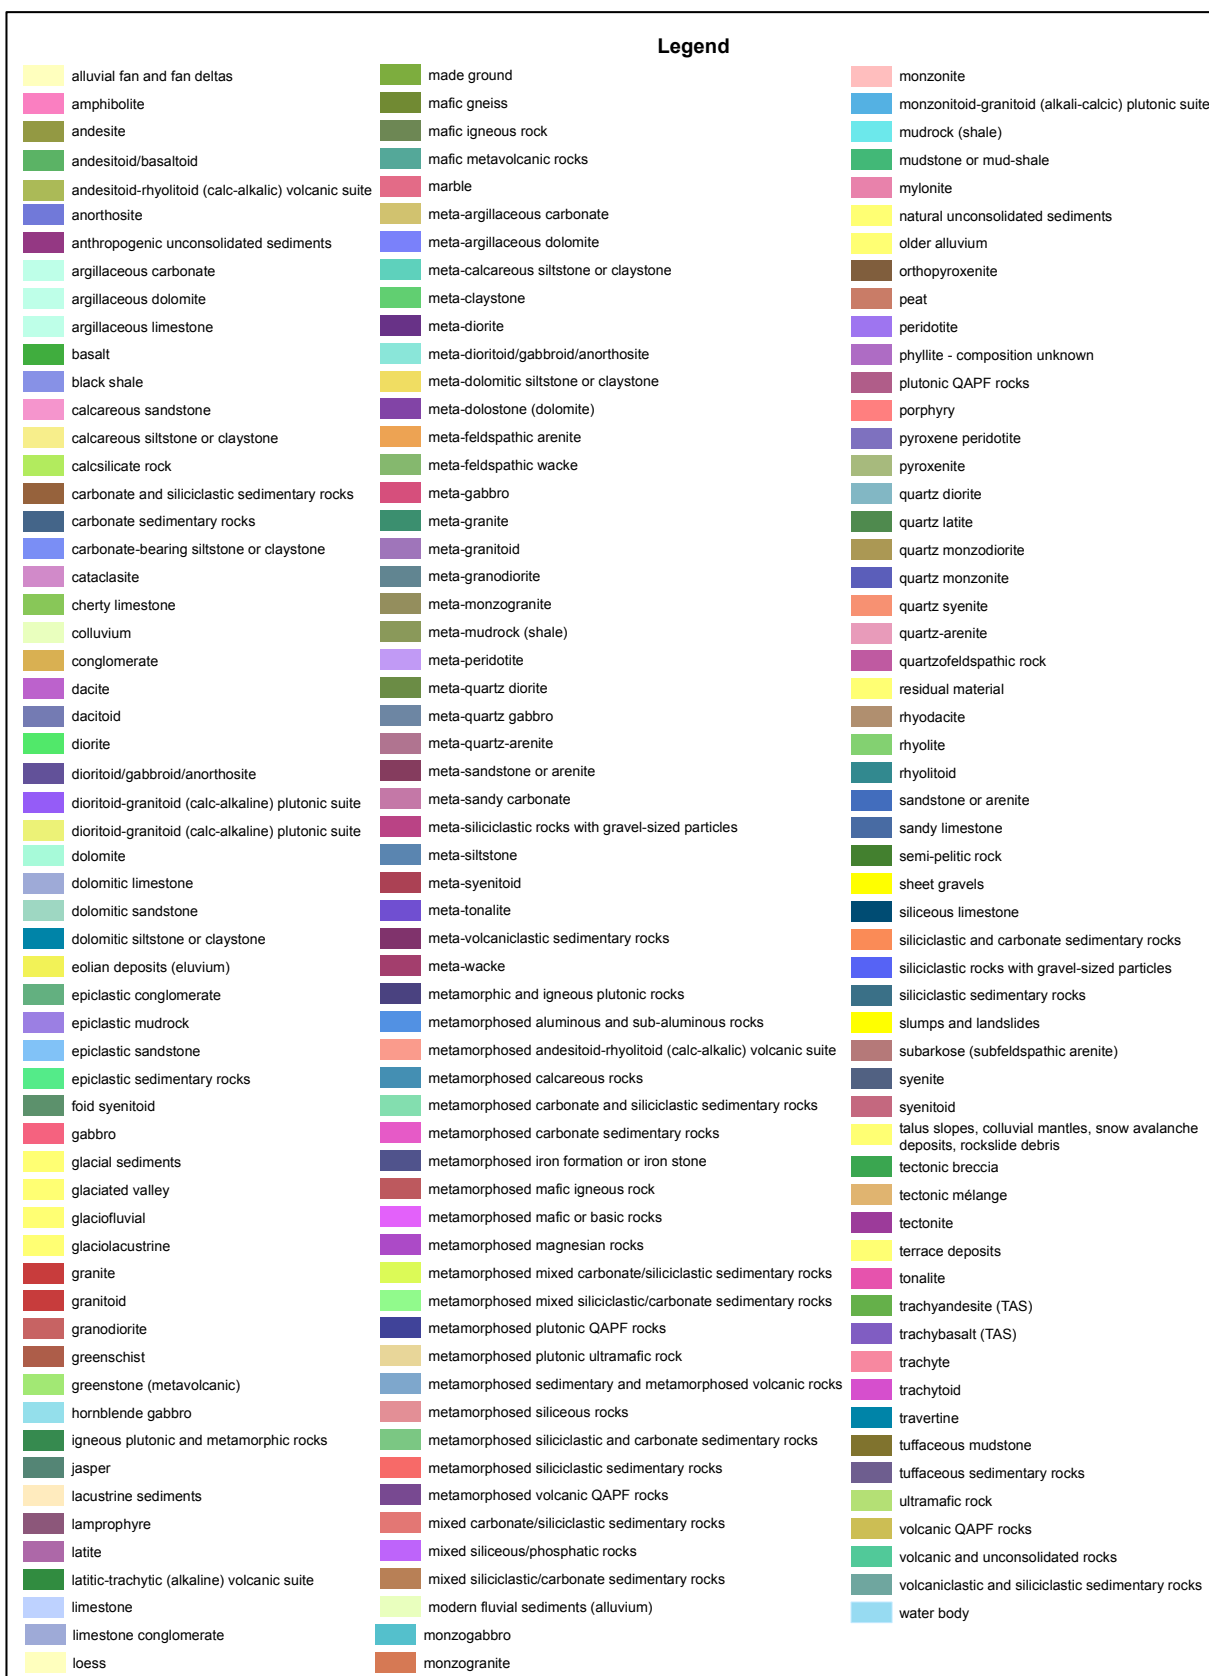 Legend
alluvial fan and fan deltas
amphibolite
andesite
andesitoid/basaltoid
andesitoid-rhyolitoid (calc-alkalic) volcanic suite
anorthosite
anthropogenic unconsolidated sediments
argillaceous carbonate
argillaceous dolomite
argillaceous limestone
basalt
black shale
calcareous sandstone
calcareous siltstone or claystone
calcsilicate rock
carbonate and siliciclastic sedimentary rocks
carbonate sedimentary rocks
carbonate-bearing siltstone or claystone
cataclasite
cherty limestone
colluvium
conglomerate
dacite
dacitoid
diorite
dioritoid/gabbroid/anorthosite
dioritoid-granitoid (calc-alkaline) plutonic suite
dioritoid-granitoid (calc-alkaline) plutonic suite
dolomite
dolomitic limestone
dolomitic sandstone
dolomitic siltstone or claystone
eolian deposits (eluvium)
epiclastic conglomerate
epiclastic mudrock
epiclastic sandstone
epiclastic sedimentary rocks
foid syenitoid
gabbro
glacial sediments
glaciated valley
glaciofluvial
glaciolacustrine
granite
granitoid
granodiorite
greenschist
greenstone (metavolcanic)
hornblende gabbro
igneous plutonic and metamorphic rocks
jasper
lacustrine sediments
lamprophyre
latite
latitic-trachytic (alkaline) volcanic suite
limestone
limestone conglomerate
loess
made ground
mafic gneiss
mafic igneous rock
mafic metavolcanic rocks
marble
meta-argillaceous carbonate
meta-argillaceous dolomite
meta-calcareous siltstone or claystone
meta-claystone
meta-diorite
meta-dioritoid/gabbroid/anorthosite
meta-dolomitic siltstone or claystone
meta-dolostone (dolomite)
meta-feldspathic arenite
meta-feldspathic wacke
meta-gabbro
meta-granite
meta-granitoid
meta-granodiorite
meta-monzogranite
meta-mudrock (shale)
meta-peridotite
meta-quartz diorite
meta-quartz gabbro
meta-quartz-arenite
meta-sandstone or arenite
meta-sandy carbonate
meta-siliciclastic rocks with gravel-sized particles
meta-siltstone
meta-syenitoid
meta-tonalite
meta-volcaniclastic sedimentary rocks
meta-wacke
metamorphic and igneous plutonic rocks
metamorphosed aluminous and sub-aluminous rocks
metamorphosed andesitoid-rhyolitoid (calc-alkalic) volcanic suite
metamorphosed calcareous rocks
metamorphosed carbonate and siliciclastic sedimentary rocks
metamorphosed carbonate sedimentary rocks
metamorphosed iron formation or iron stone
metamorphosed mafic igneous rock
metamorphosed mafic or basic rocks
metamorphosed magnesian rocks
metamorphosed mixed carbonate/siliciclastic sedimentary rocks
metamorphosed mixed siliciclastic/carbonate sedimentary rocks
metamorphosed plutonic QAPF rocks
metamorphosed plutonic ultramafic rock
metamorphosed sedimentary and metamorphosed volcanic rocks
metamorphosed siliceous rocks
metamorphosed siliciclastic and carbonate sedimentary rocks
metamorphosed siliciclastic sedimentary rocks
metamorphosed volcanic QAPF rocks
mixed carbonate/siliciclastic sedimentary rocks
mixed siliceous/phosphatic rocks
mixed siliciclastic/carbonate sedimentary rocks
modern fluvial sediments (alluvium)
monzogabbro
monzogranite
monzonite
monzonitoid-granitoid (alkali-calcic) plutonic suite
mudrock (shale)
mudstone or mud-shale
mylonite
natural unconsolidated sediments
older alluvium
orthopyroxenite
peat
peridotite
phyllite - composition unknown
plutonic QAPF rocks
porphyry
pyroxene peridotite
pyroxenite
quartz diorite
quartz latite
quartz monzodiorite
quartz monzonite
quartz syenite
quartz-arenite
quartzofeldspathic rock
residual material
rhyodacite
rhyolite
rhyolitoid
sandstone or arenite
sandy limestone
semi-pelitic rock
sheet gravels
siliceous limestone
siliciclastic and carbonate sedimentary rocks
siliciclastic rocks with gravel-sized particles
siliciclastic sedimentary rocks
slumps and landslides
subarkose (subfeldspathic arenite)
syenite
syenitoid
talus slopes, colluvial mantles, snow avalanche
deposits, rockslide debris
tectonic breccia
tectonic mélange
tectonite
terrace deposits
tonalite
trachyandesite (TAS)
trachybasalt (TAS)
trachyte
trachytoid
travertine
tuffaceous mudstone
tuffaceous sedimentary rocks
ultramafic rock
volcanic QAPF rocks
volcanic and unconsolidated rocks
volcaniclastic and siliciclastic sedimentary rocks
water body